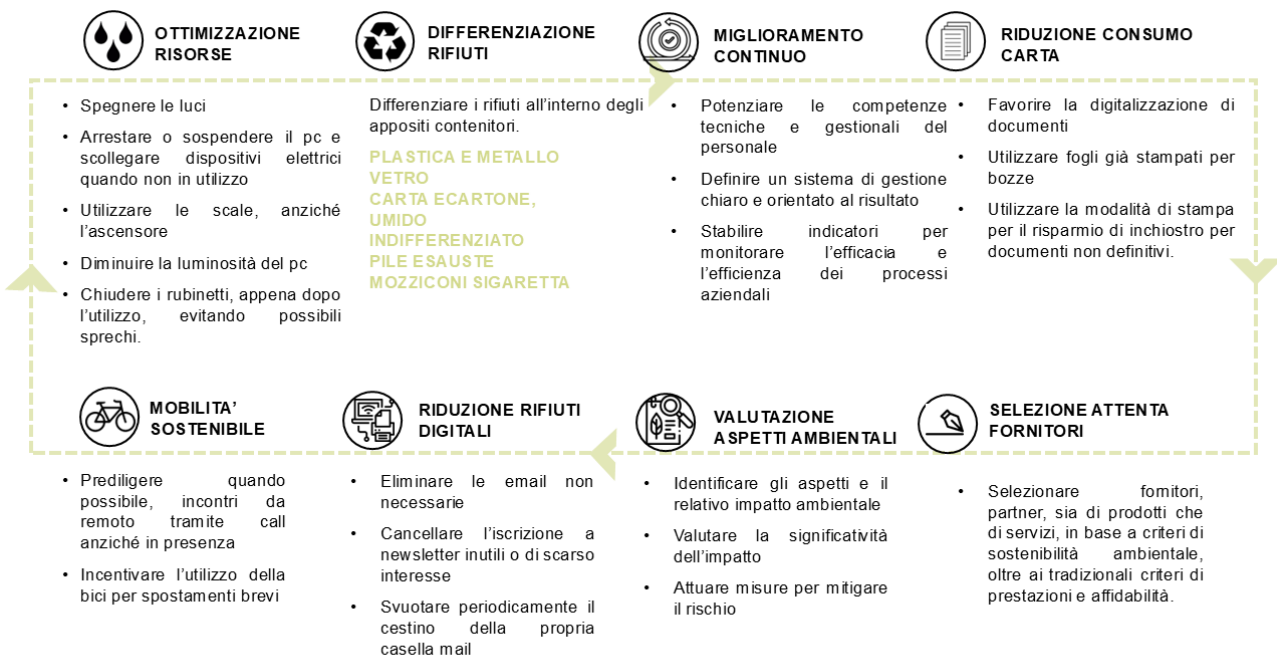 OTTIMIZZAZIONE
RISORSE
• Spegnere le luci
• Arrestare o sospendere il pc e
scollegare dispositivi elettrici
quando non in utilizzo
• Utilizzare le scale, anziché
l’ascensore
• Diminuire la luminosità del pc
• Chiudere i rubinetti, appena dopo
l’utilizzo, evitando possibili
sprechi.
DIFFERENZIAZIONE
RIFIUTI
Differenziare i rifiuti all’interno degli
appositi contenitori.
PLASTICA E METALLO
VETRO
CARTA ECARTONE,
UMIDO
INDIFFERENZIATO
PILE ESAUSTE
MOZZICONI SIGARETTA
MIGLIORAMENTO
CONTINUO
• Potenziare le competenze
tecniche e gestionali del
personale
• Definire un sistema di gestione
chiaro e orientato al risultato
• Stabilire indicatori per
monitorare l’efficacia e
l’efficienza dei processi
aziendali
RIDUZIONE CONSUMO
CARTA
• Favorire la digitalizzazione di
documenti
• Utilizzare fogli già stampati per
bozze
• Utilizzare la modalità di stampa
per il risparmio di inchiostro per
documenti non definitivi.
MOBILITA’
SOSTENIBILE
• Prediligere quando
possibile, incontri da
remoto tramite call
anziché in presenza
• Incentivare l’utilizzo della
bici per spostamenti brevi
RIDUZIONE RIFIUTI
DIGITALI
• Eliminare le email non
necessarie
• Cancellare l’iscrizione a
newsletter inutili o di scarso
interesse
• Svuotare periodicamente il
cestino della propria
casella mail
VALUTAZIONE
ASPETTI AMBIENTALI
• Identificare gli aspetti e il
relativo impatto ambientale
• Valutare la significatività
dell’impatto
• Attuare misure per mitigare
il rischio
SELEZIONE ATTENTA
FORNITORI
• Selezionare fornitori,
partner, sia di prodotti che
di servizi, in base a criteri di
sostenibilità ambientale,
oltre ai tradizionali criteri di
prestazioni e affidabilità.